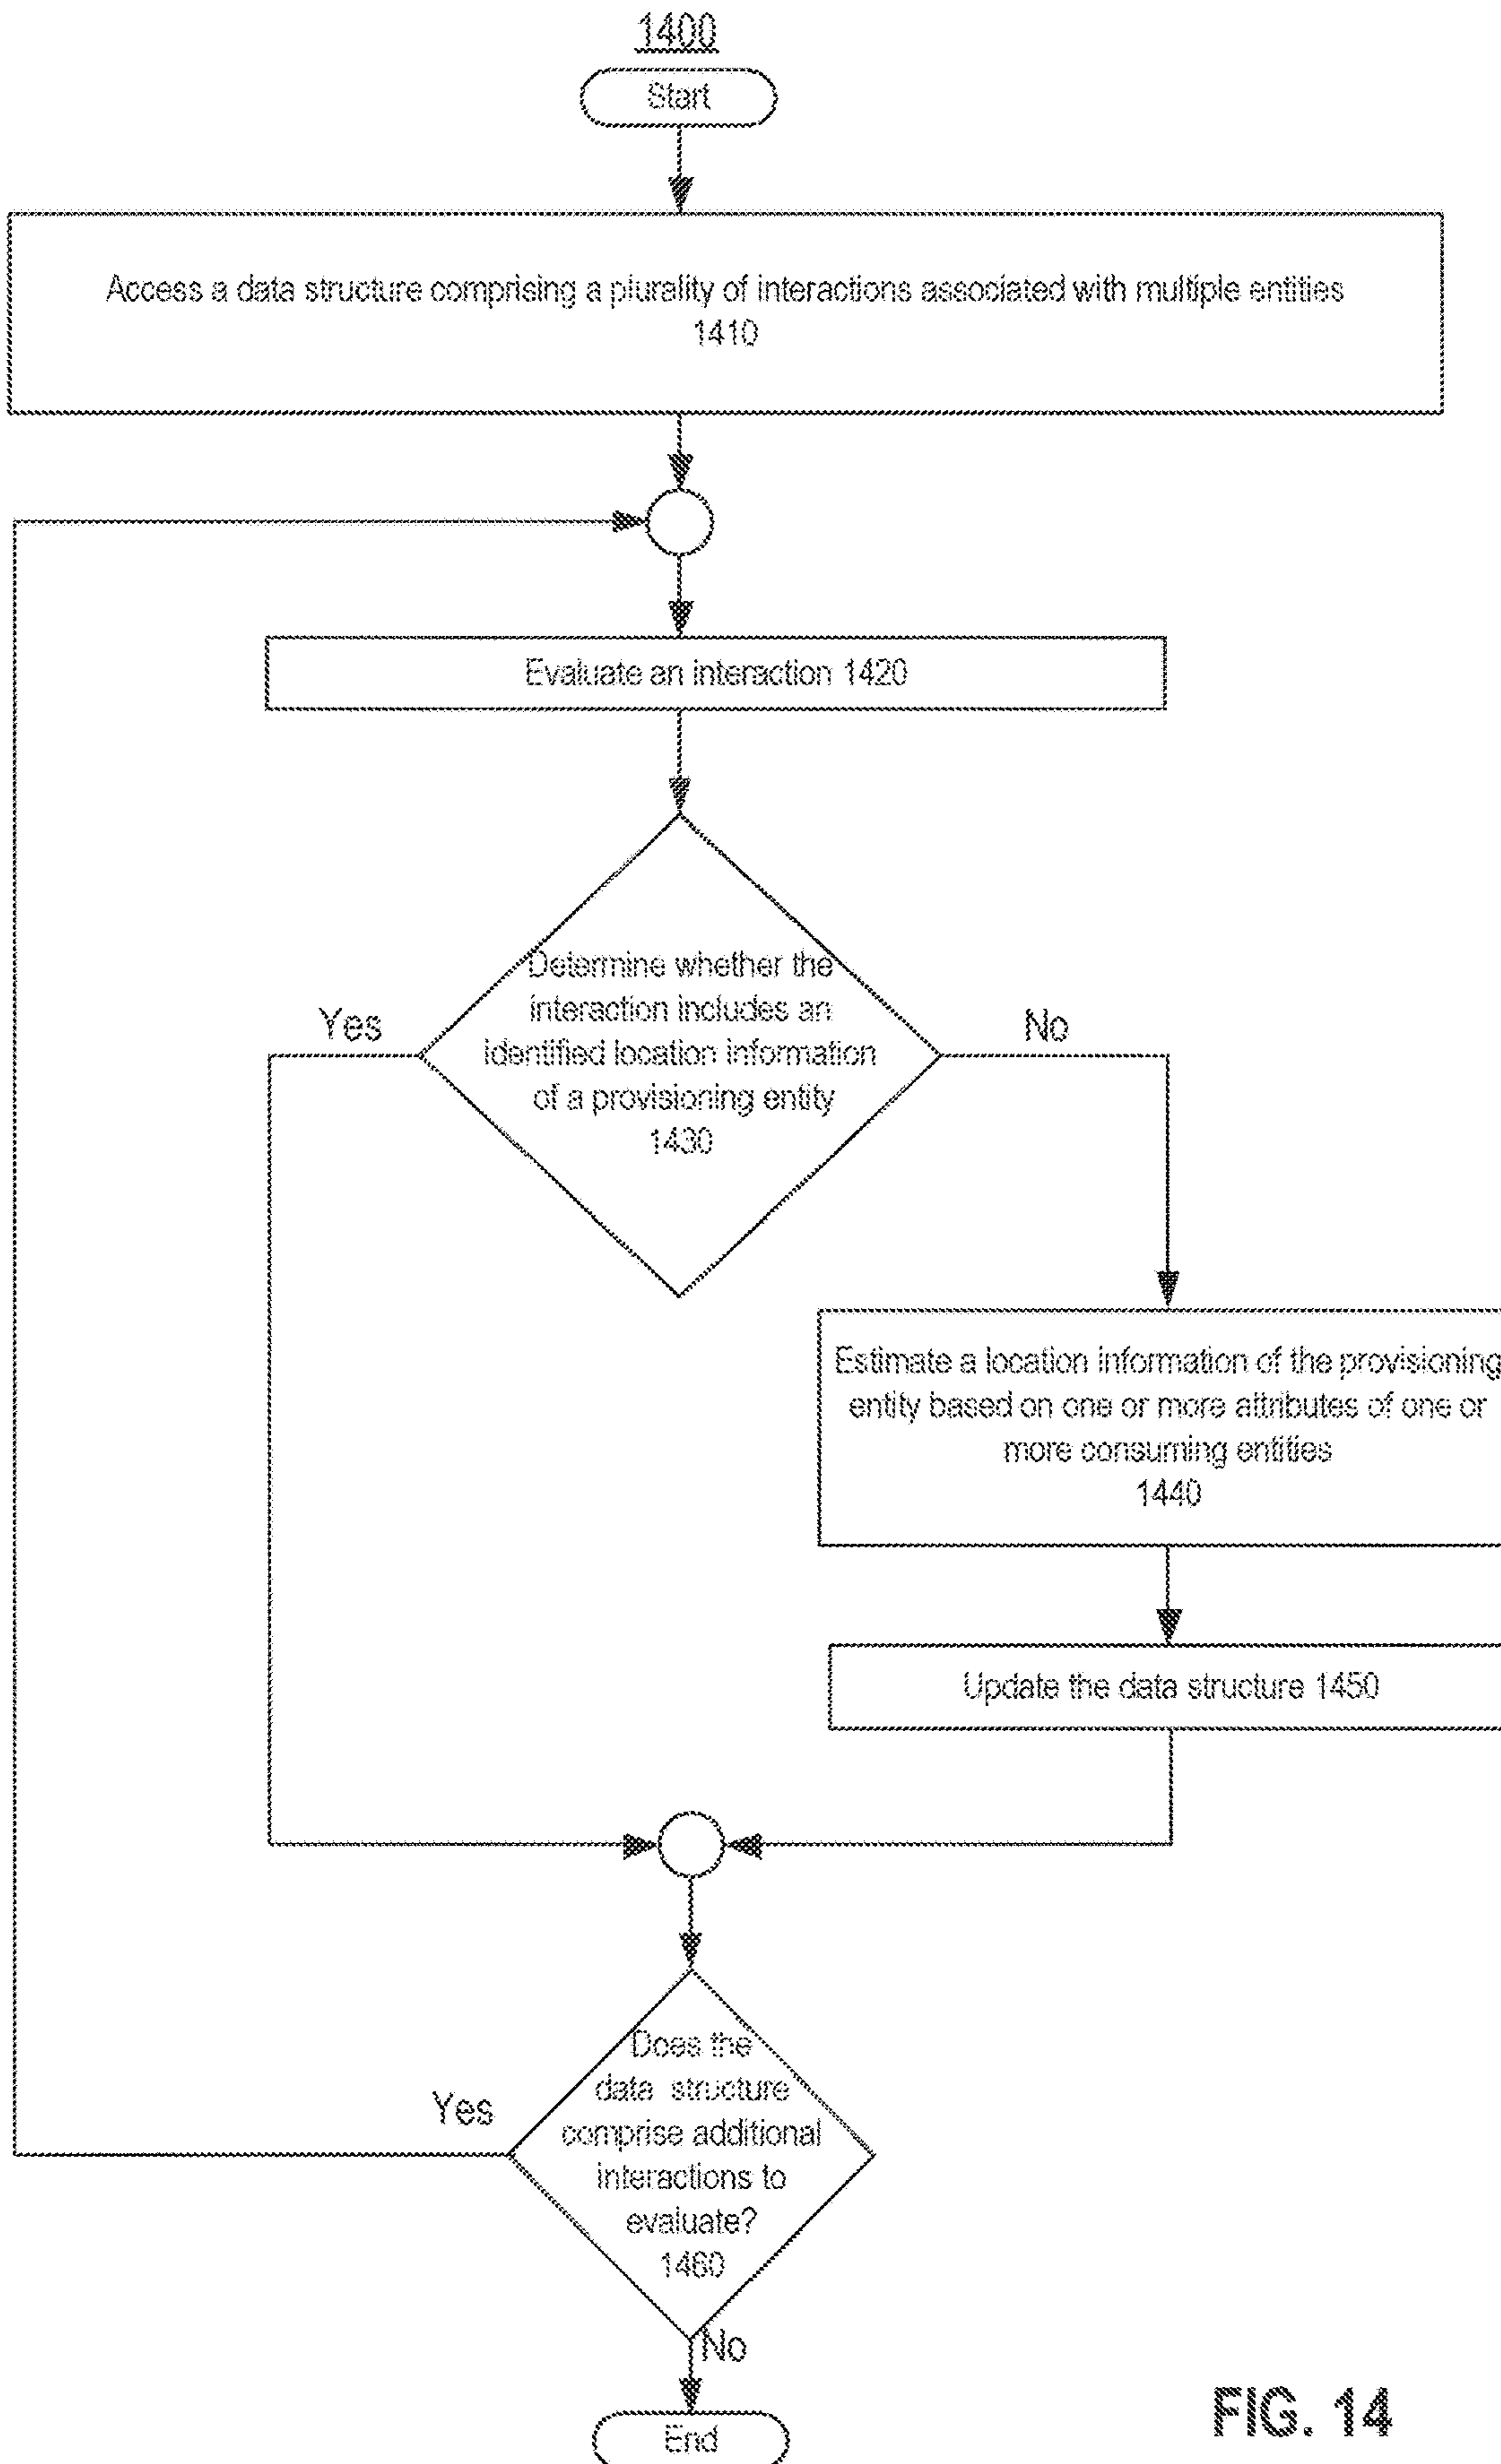 1400
Start
Access a data structure comprising a plurality of interactions associated with multiple entities
1410
Evaluate an interaction 1420
Determine whether the
interaction includes an
identified location information
of a provisioning entity
1430
Yes
No
Estimate a location information of the provisioning
entity based on one or more attributes of one or
more consuming entities
1440
Update the data structure 1450
Does the
data structure
comprise additional
interactions to
evaluate?
1460
Yes
No
End
FIG. 14